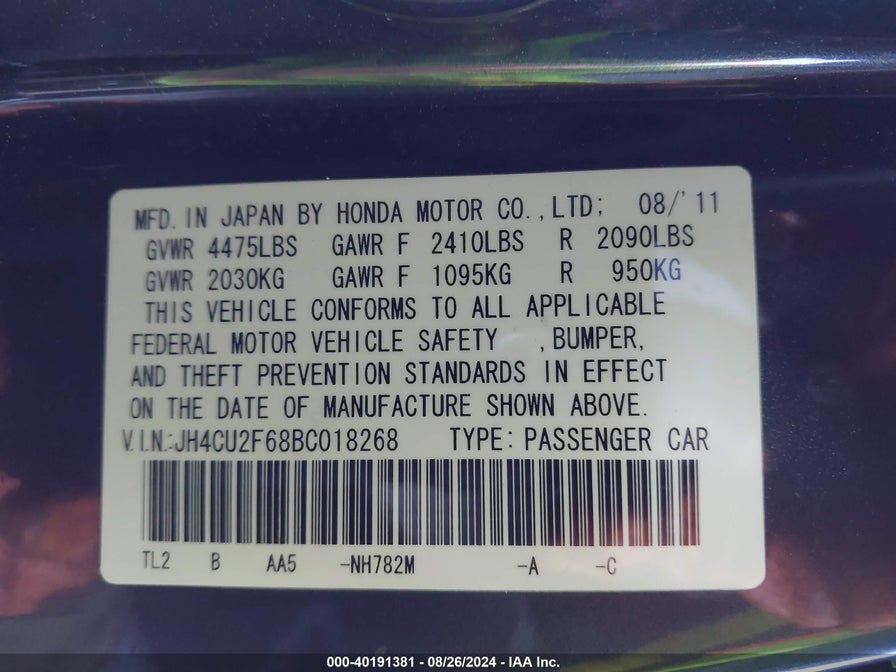 MFD. IN JAPAN BY HONDA MOTOR CO.,LTD; 08/'11
GVWR 4475LBS GAWR F 2410LBS R 2090LBS
GVWR 2030KG GAWR F 1095KG R 950KG
THIS VEHICLE CONFORMS TO ALL APPLICABLE
FEDERAL MOTOR VEHICLE SAFETY ,BUMPER,
AND THEFT PREVENTION STANDARDS IN EFFECT
ON THE DATE OF MANUFACTURE SHOWN ABOVE.
V.I.N.:JH4CU2F68BC018268 TYPE: PASSENGER CAR
TL2 B AA5 -NH782M -A -C
000-40191381 - 08/26/2024 - IAA Inc.